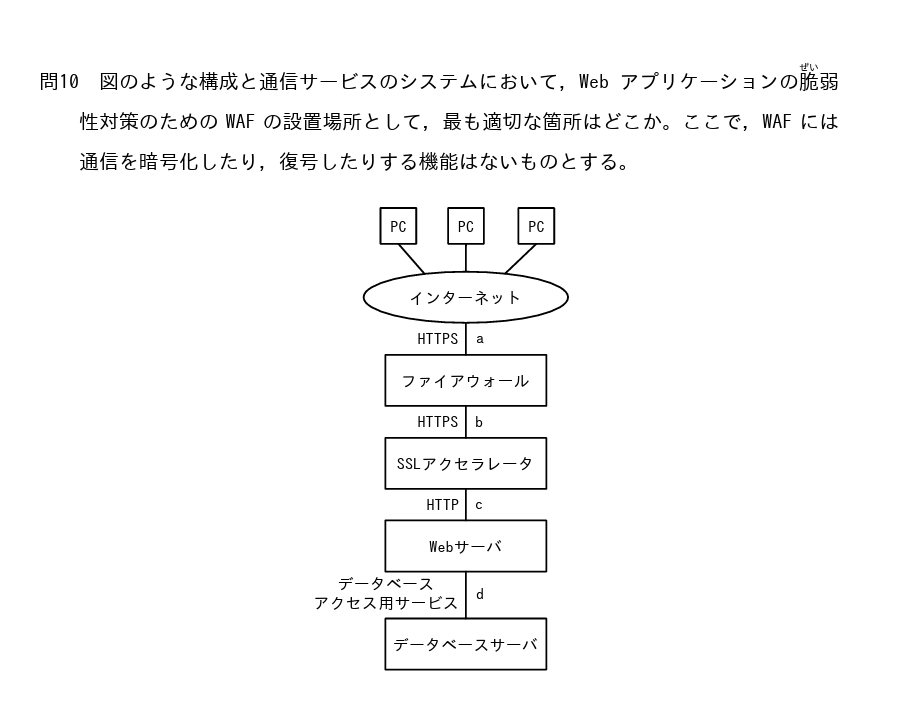 ぜい
問10　図のような構成と通信サービスのシステムにおいて，Web アプリケーションの脆弱
性対策のための WAF の設置場所として，最も適切な箇所はどこか。ここで，WAF には
通信を暗号化したり，復号したりする機能はないものとする。
PC PC PC
インターネット
HTTPS a
ファイアウォール
HTTPS b
SSLアクセラレータ
HTTP c
Webサーバ
データベース
アクセス用サービス d
データベースサーバ